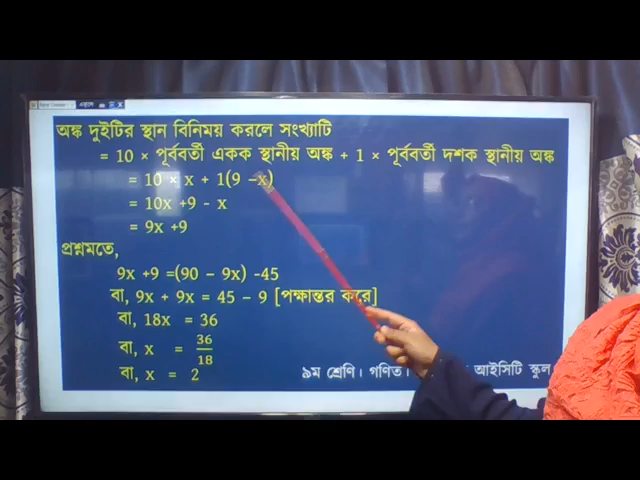 অঙ্ক দুইটির স্থান বিনিময় করলে সংখ্যাটি
= 10 × পূর্ববর্তী একক স্থানীয় অঙ্ক + 1 × পূর্ববর্তী দশক স্থানীয় অঙ্ক
= 10 × x + 1(9 –x)
= 10x +9 - x
= 9x +9
প্রশ্নমতে,
9x +9 =(90 – 9x) -45
বা, 9x + 9x = 45 – 9 [পক্ষান্তর করে]
বা, 18x = 36
বা, x = 36/18
বা, x = 2
৯ম শ্রেণি। গণিত। আইসিটি স্কুল